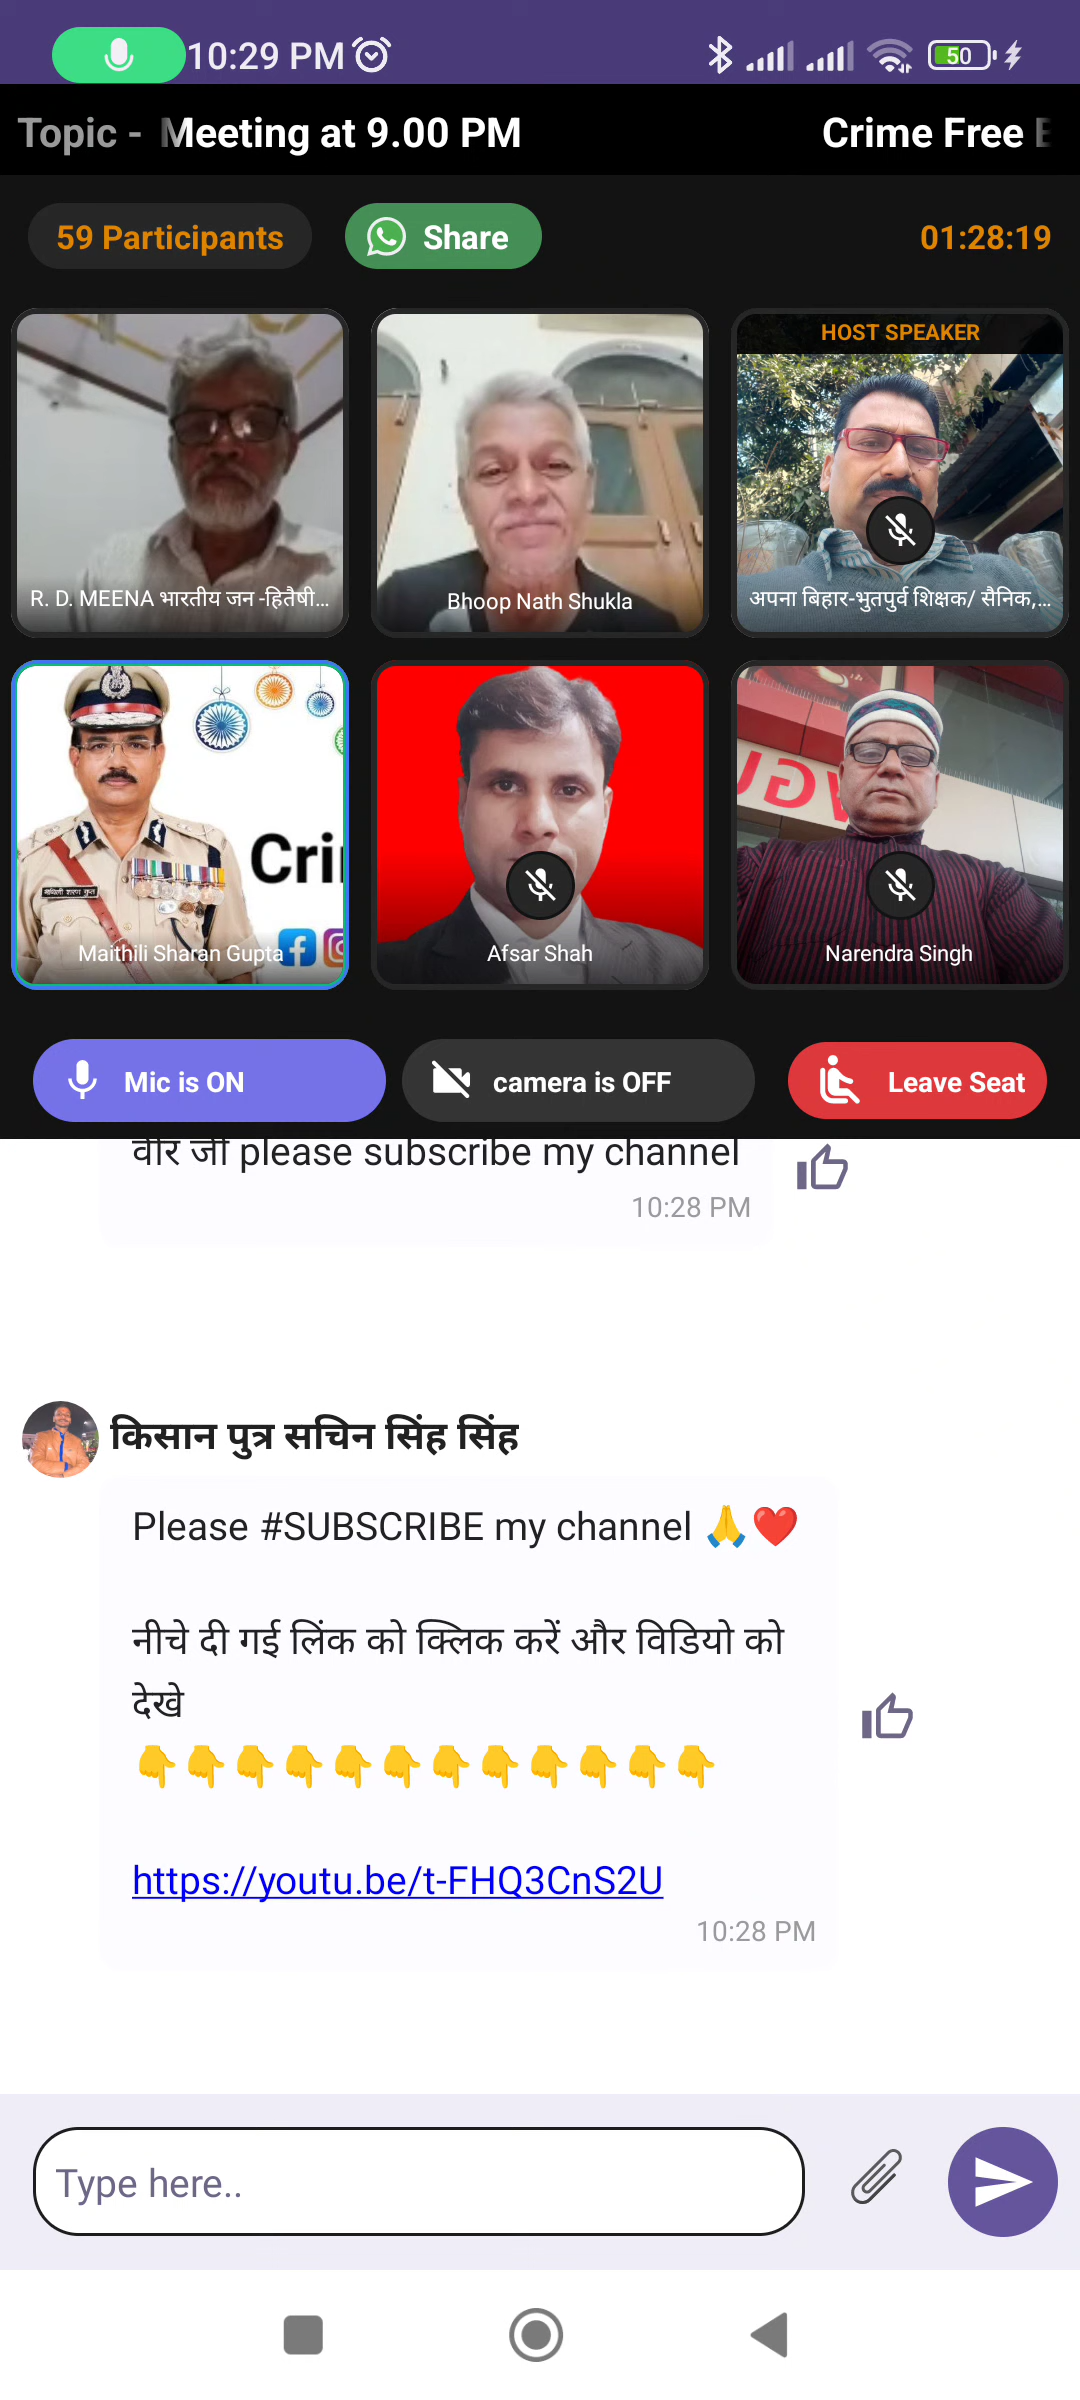 10:29 PM
50
Topic - Meeting at 9.00 PM Crime Free
59 Participants
Share
01:28:19
R. D. MEENA भारतीय जन -हितैषी...
Bhoop Nath Shukla
HOST SPEAKER
अपना बिहार-भुतपुर्व शिक्षक/ सैनिक,...
मैथिली शरण गुप्त
Cri
Maithili Sharan Gupta
Afsar Shah
Narendra Singh
Mic is ON
camera is OFF
Leave Seat
वीर जी please subscribe my channel
10:28 PM
किसान पुत्र सचिन सिंह सिंह
Please #SUBSCRIBE my channel 🙏❤️
नीचे दी गई लिंक को क्लिक करें और विडियो को
देखे
👇👇👇👇👇👇👇👇👇👇👇👇
https://youtu.be/t-FHQ3CnS2U
10:28 PM
Type here..